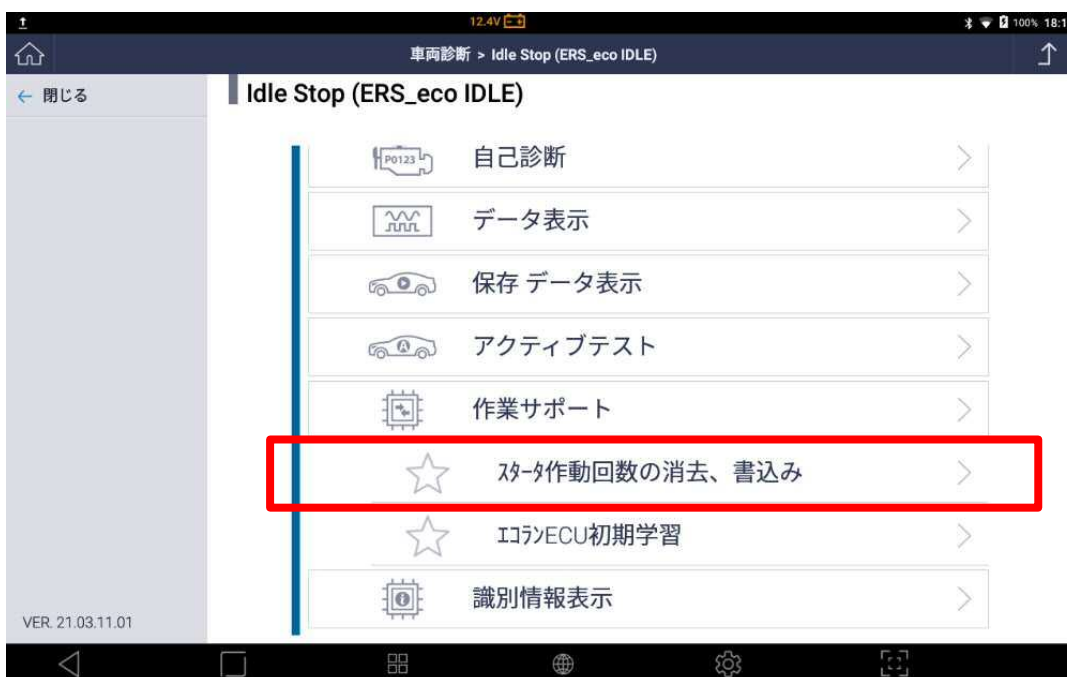 12.4V
100% 18:1
車両診断 > Idle Stop (ERS_eco IDLE)
← 閉じる
Idle Stop (ERS_eco IDLE)
P0123
自己診断
データ表示
保存 データ表示
A
アクティブテスト
作業サポート
ｽﾀｰﾀ作動回数の消去、書込み
ｴｺﾗﾝECU初期学習
識別情報表示
VER. 21.03.11.01